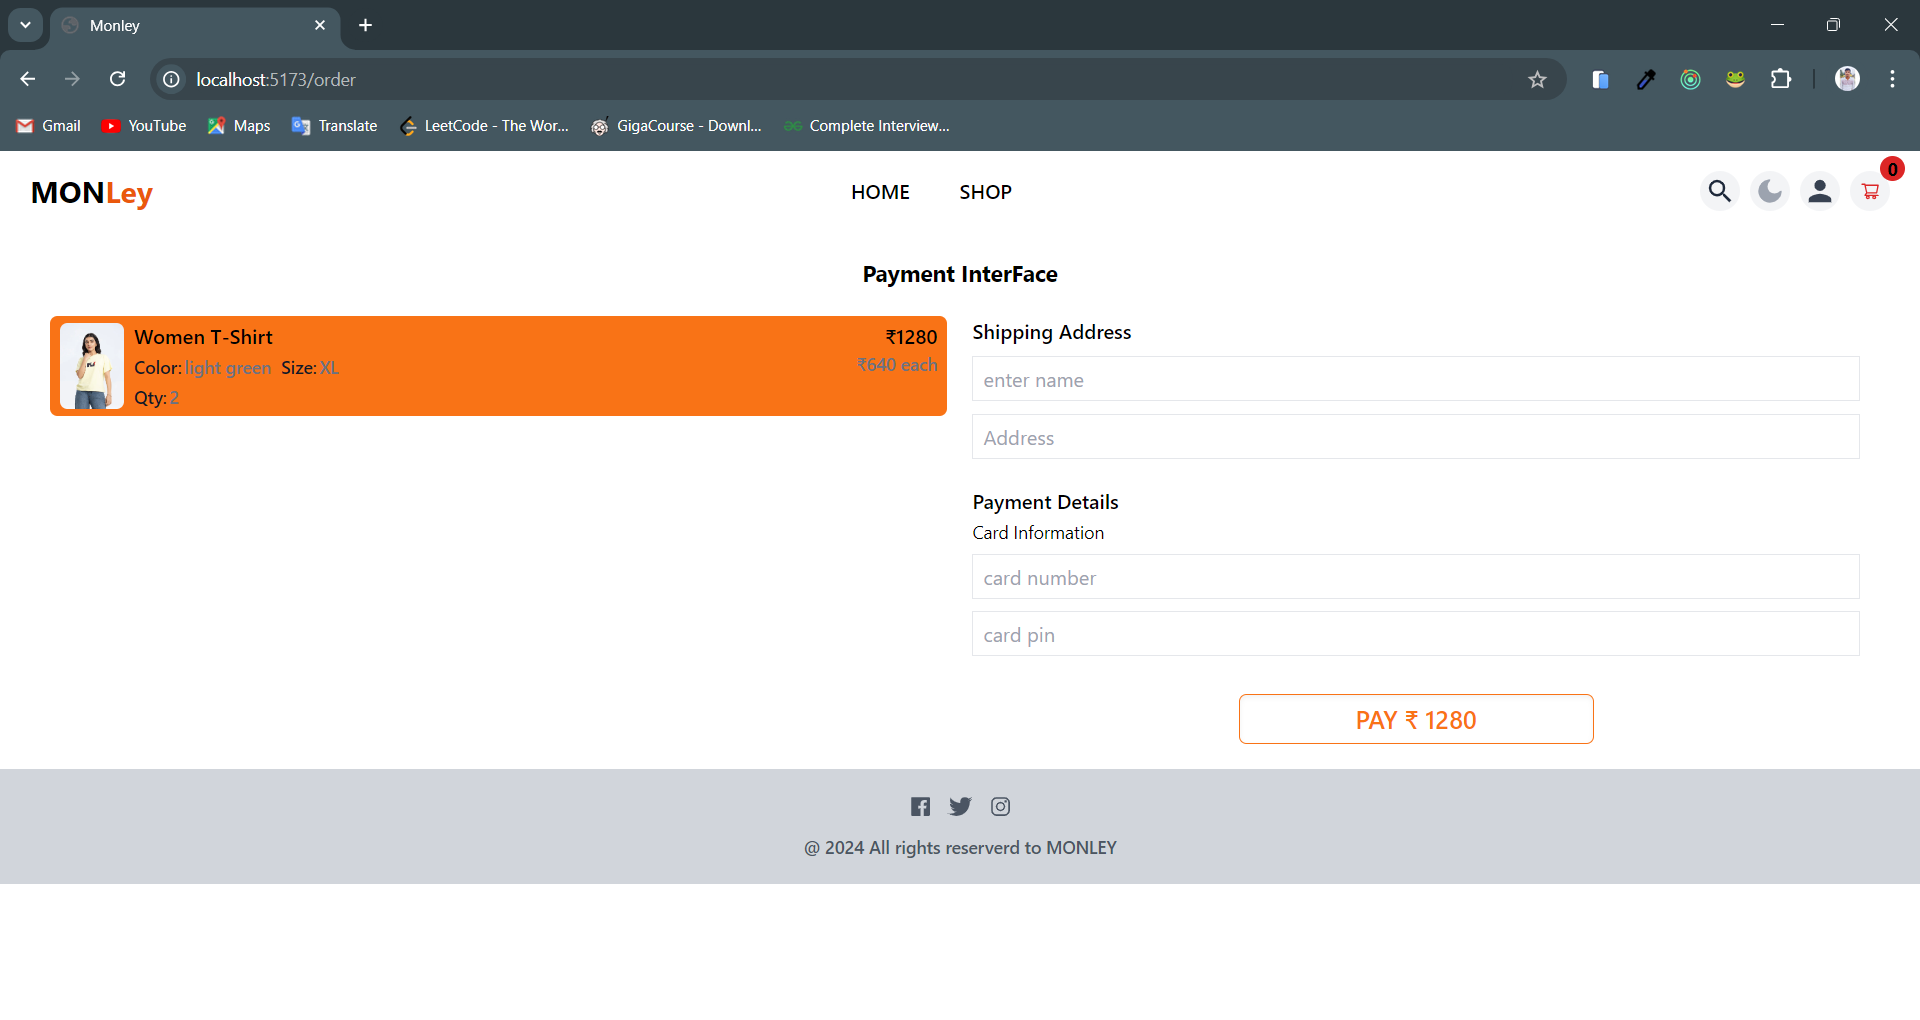 Monley
localhost:5173/order
Gmail YouTube Maps Translate LeetCode - The Wor... GigaCourse - Downl... Complete Interview...
MONLey HOME SHOP 0
Payment InterFace
Women T-Shirt ₹1280
Color: light green Size: XL ₹640 each
Qty: 2
Shipping Address
enter name
Address
Payment Details
Card Information
card number
card pin
PAY ₹ 1280
@ 2024 All rights reserverd to MONLEY